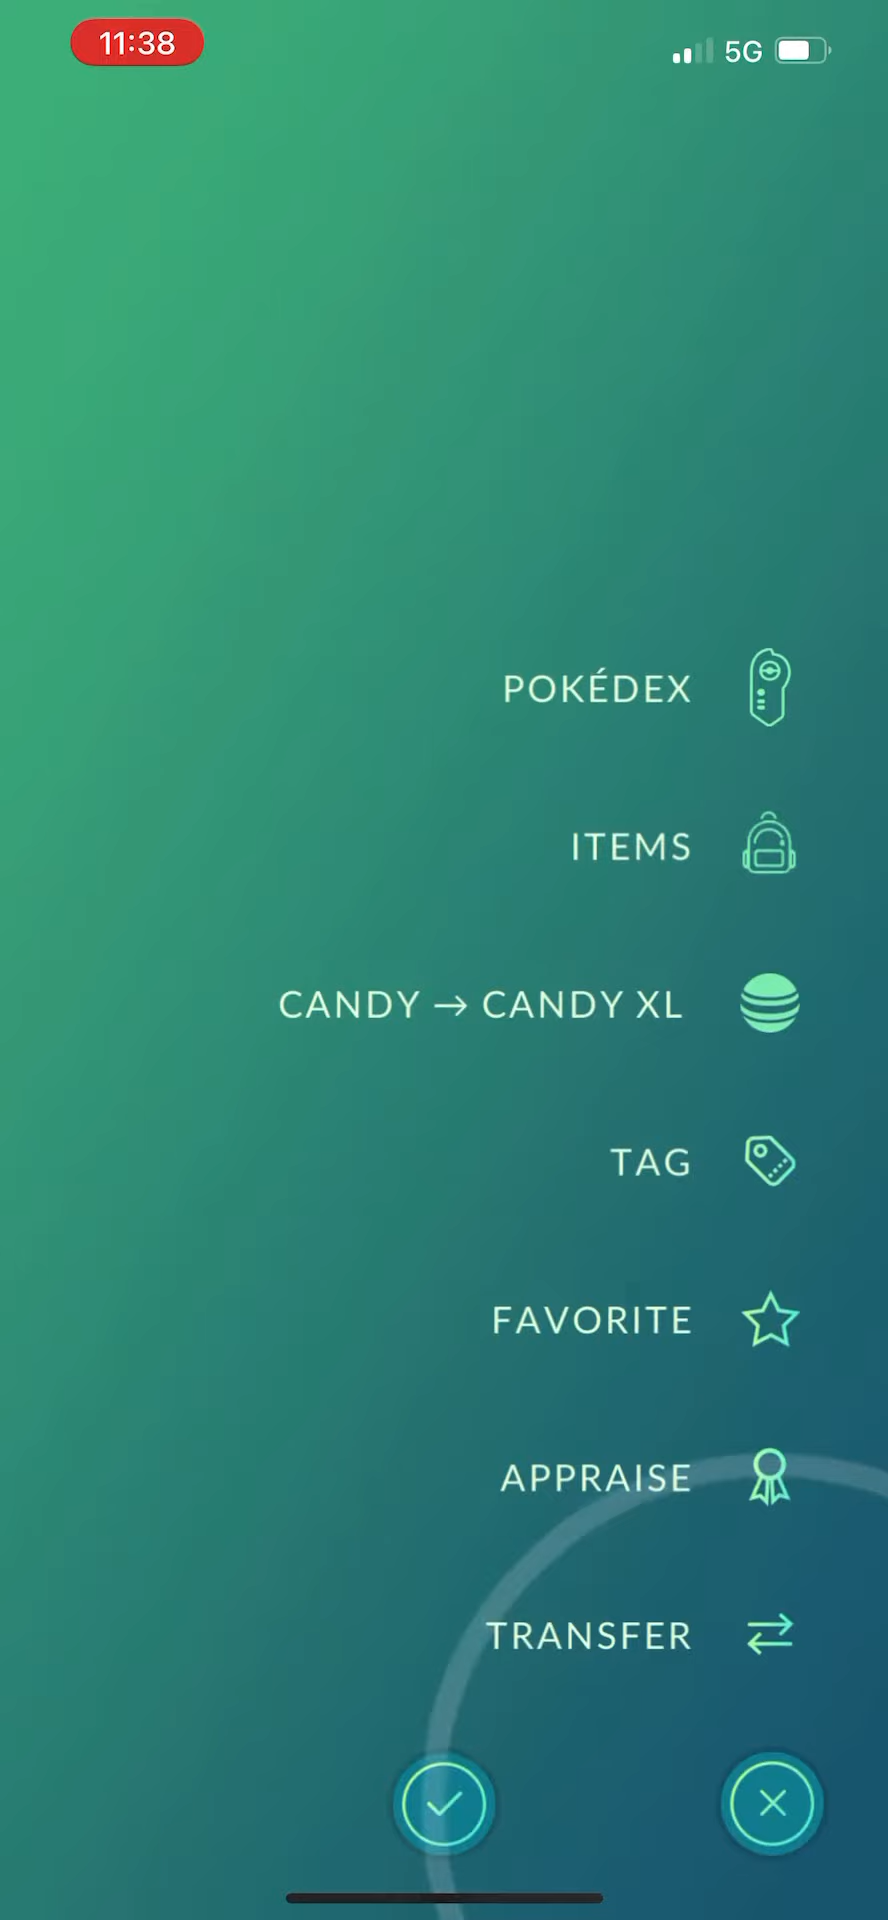 11:38
5G
POKÉDEX
ITEMS
CANDY → CANDY XL
TAG
FAVORITE
APPRAISE
TRANSFER